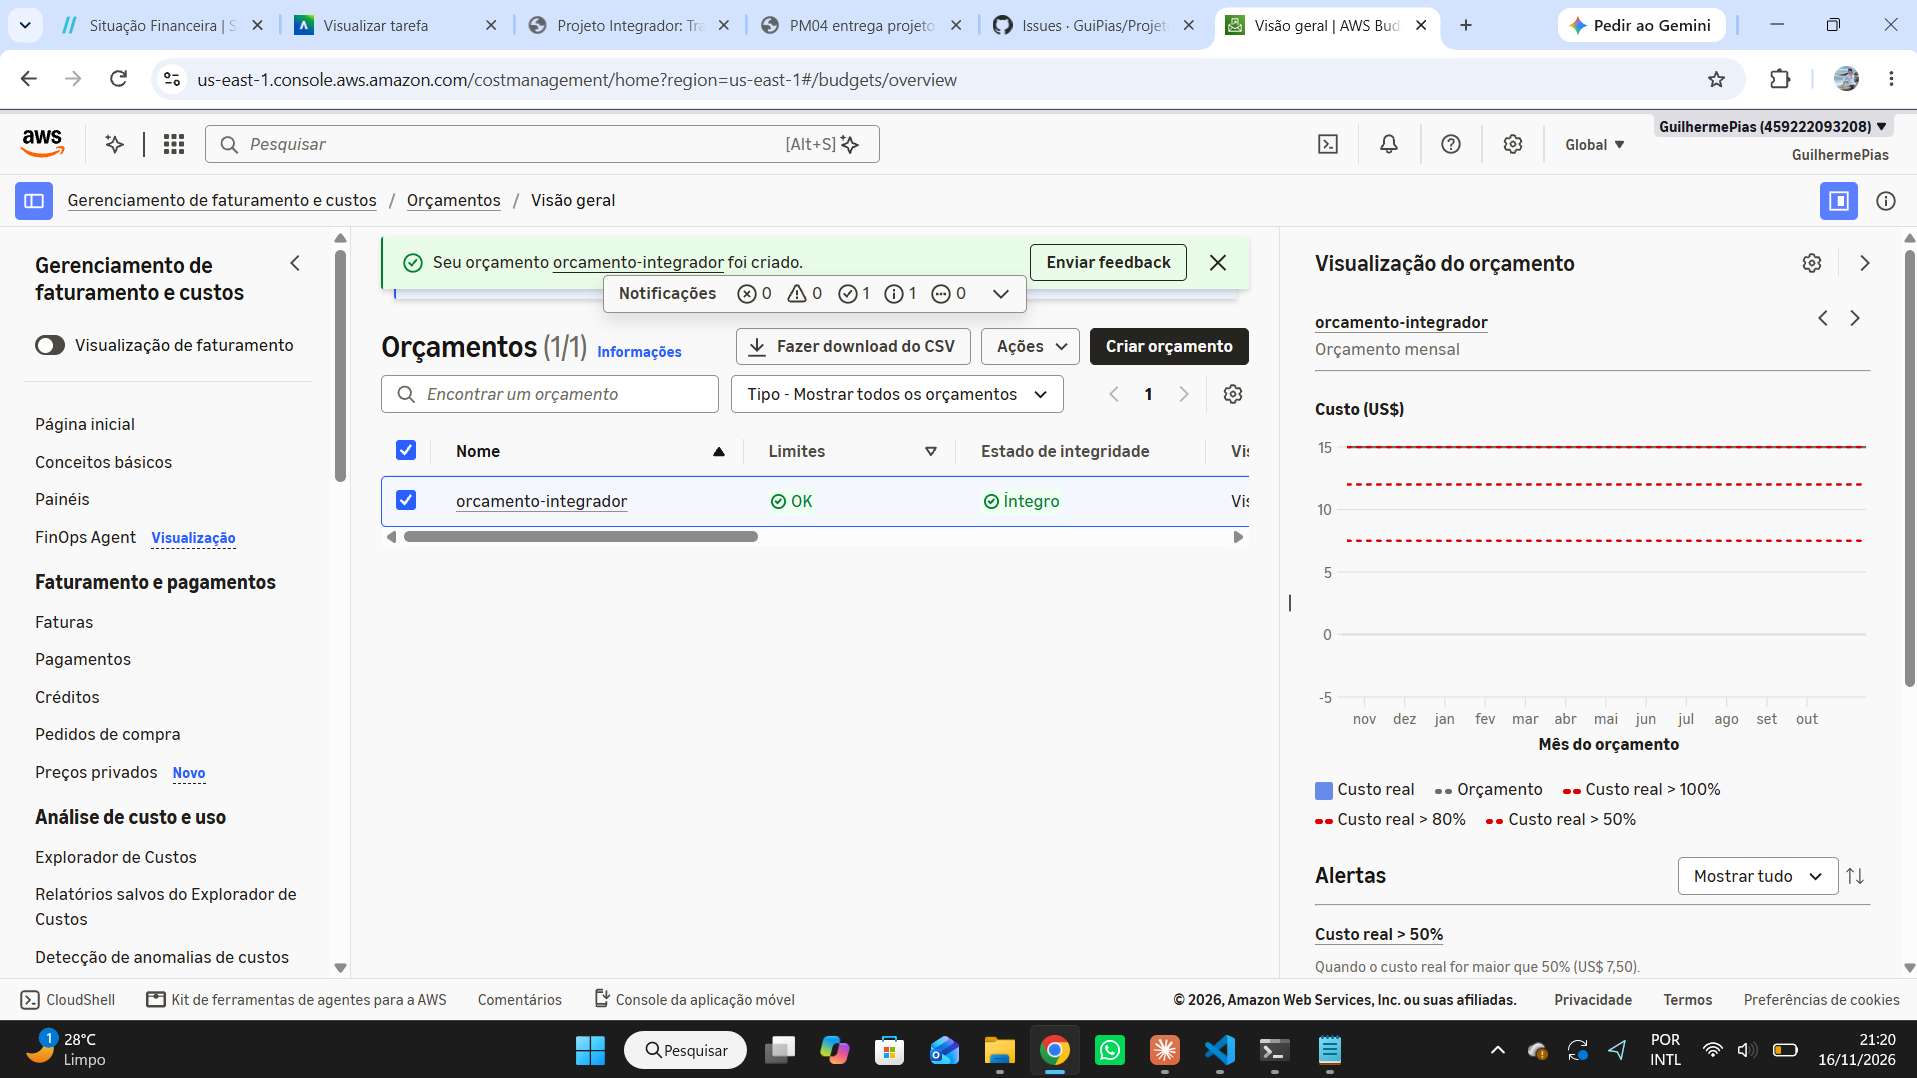 Situação Financeira | S
Visualizar tarefa
Projeto Integrador: Tra
PM04 entrega projeto
Issues · GuiPias/Projet
Visão geral | AWS Bud
Pedir ao Gemini
us-east-1.console.aws.amazon.com/costmanagement/home?region=us-east-1#/budgets/overview
aws
Pesquisar
[Alt+S]
Global
GuilhermePias (459222093208)
GuilhermePias
Gerenciamento de faturamento e custos / Orçamentos / Visão geral
Gerenciamento de
faturamento e custos
Visualização de faturamento
Página inicial
Conceitos básicos
Painéis
FinOps Agent Visualização
Faturamento e pagamentos
Faturas
Pagamentos
Créditos
Pedidos de compra
Preços privados Novo
Análise de custo e uso
Explorador de Custos
Relatórios salvos do Explorador de
Custos
Detecção de anomalias de custos
Seu orçamento orcamento-integrador foi criado.
Enviar feedback
Notificações 0 0 1 1 0
Orçamentos (1/1) Informações
Fazer download do CSV
Ações
Criar orçamento
Encontrar um orçamento
Tipo - Mostrar todos os orçamentos
1
Nome Limites Estado de integridade Vis
orcamento-integrador OK Íntegro Vis
Visualização do orçamento
orcamento-integrador
Orçamento mensal
Custo (US$)
15
10
5
0
-5
nov dez jan fev mar abr mai jun jul ago set out
Mês do orçamento
Custo real Orçamento Custo real > 100%
Custo real > 80% Custo real > 50%
Alertas
Mostrar tudo
Custo real > 50%
Quando o custo real for maior que 50% (US$ 7,50).
CloudShell
Kit de ferramentas de agentes para a AWS
Comentários
Console da aplicação móvel
© 2026, Amazon Web Services, Inc. ou suas afiliadas.
Privacidade
Termos
Preferências de cookies
1
28°C
Limpo
Pesquisar
POR
INTL
21:20
16/11/2026